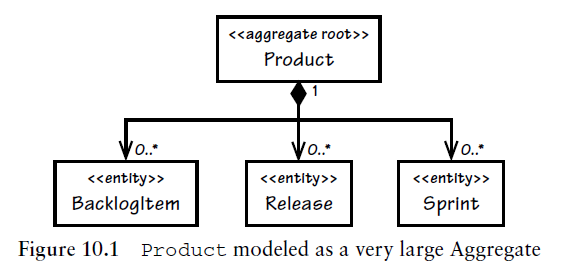 <<aggregate root>>
Product
1
0..* 0..* 0..*
<<entity>> <<entity>> <<entity>>
BacklogItem Release Sprint
Figure 10.1 Product modeled as a very large Aggregate